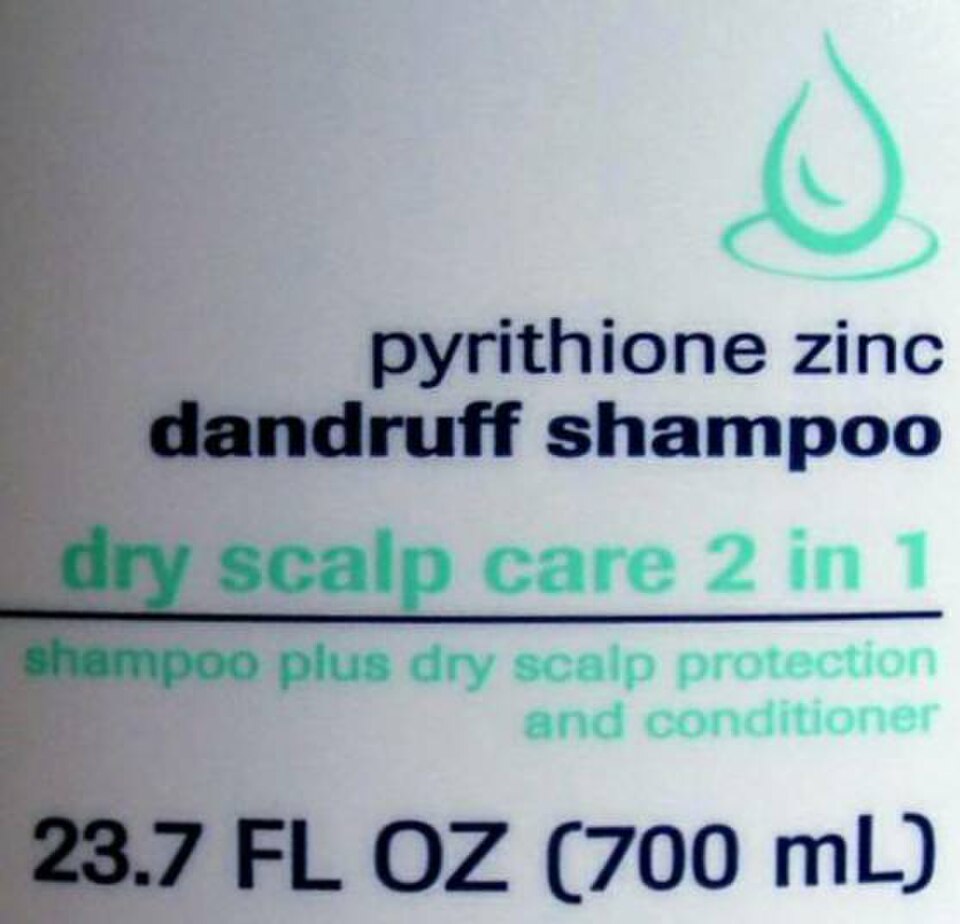 pyrithione zinc
dandruff shampoo
dry scalp care 2 in 1
shampoo plus dry scalp protection
and conditioner
23.7 FL OZ (700 mL)